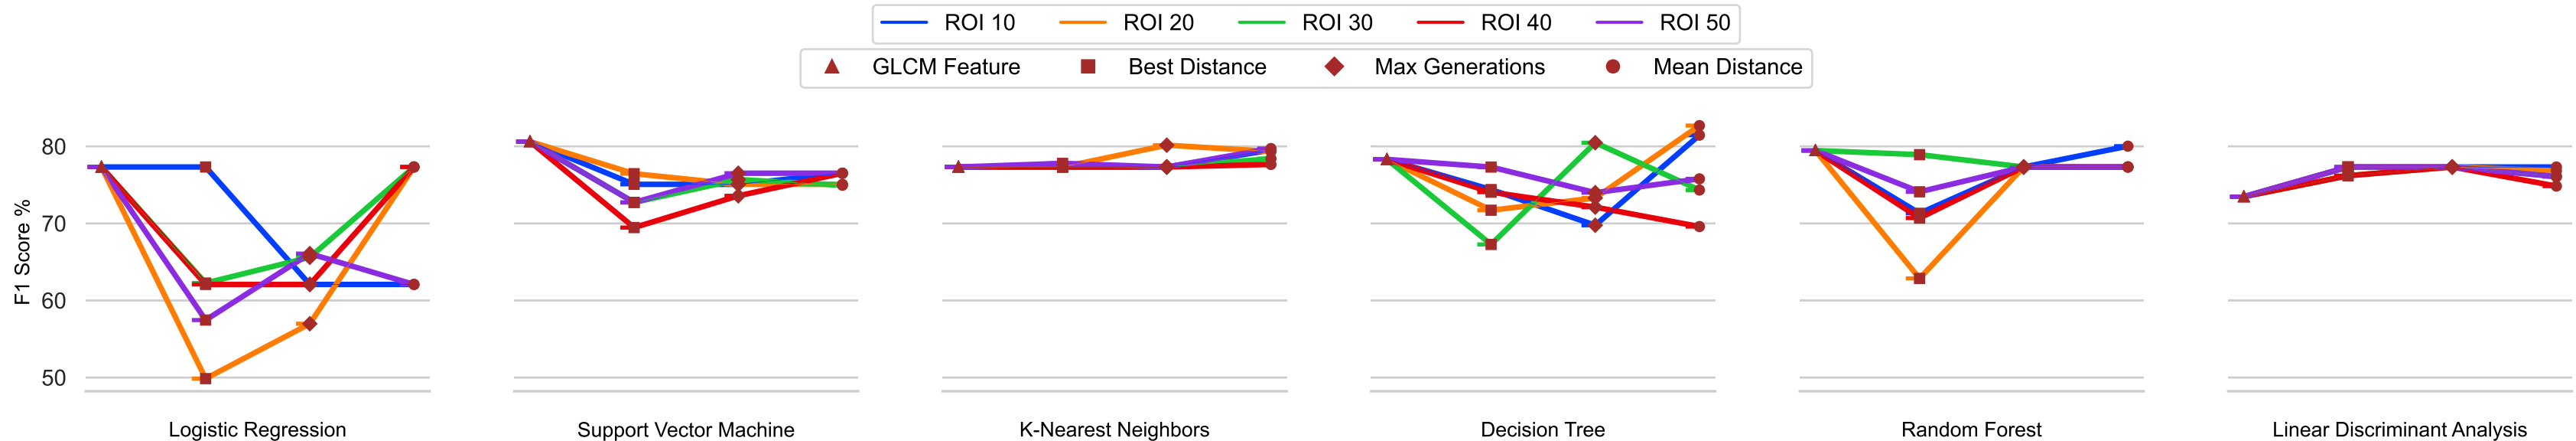 ROI 10 ROI 20 ROI 30 ROI 40 ROI 50
GLCM Feature Best Distance Max Generations Mean Distance
F1 Score %
80
70
60
50
Logistic Regression Support Vector Machine K-Nearest Neighbors Decision Tree Random Forest Linear Discriminant Analysis